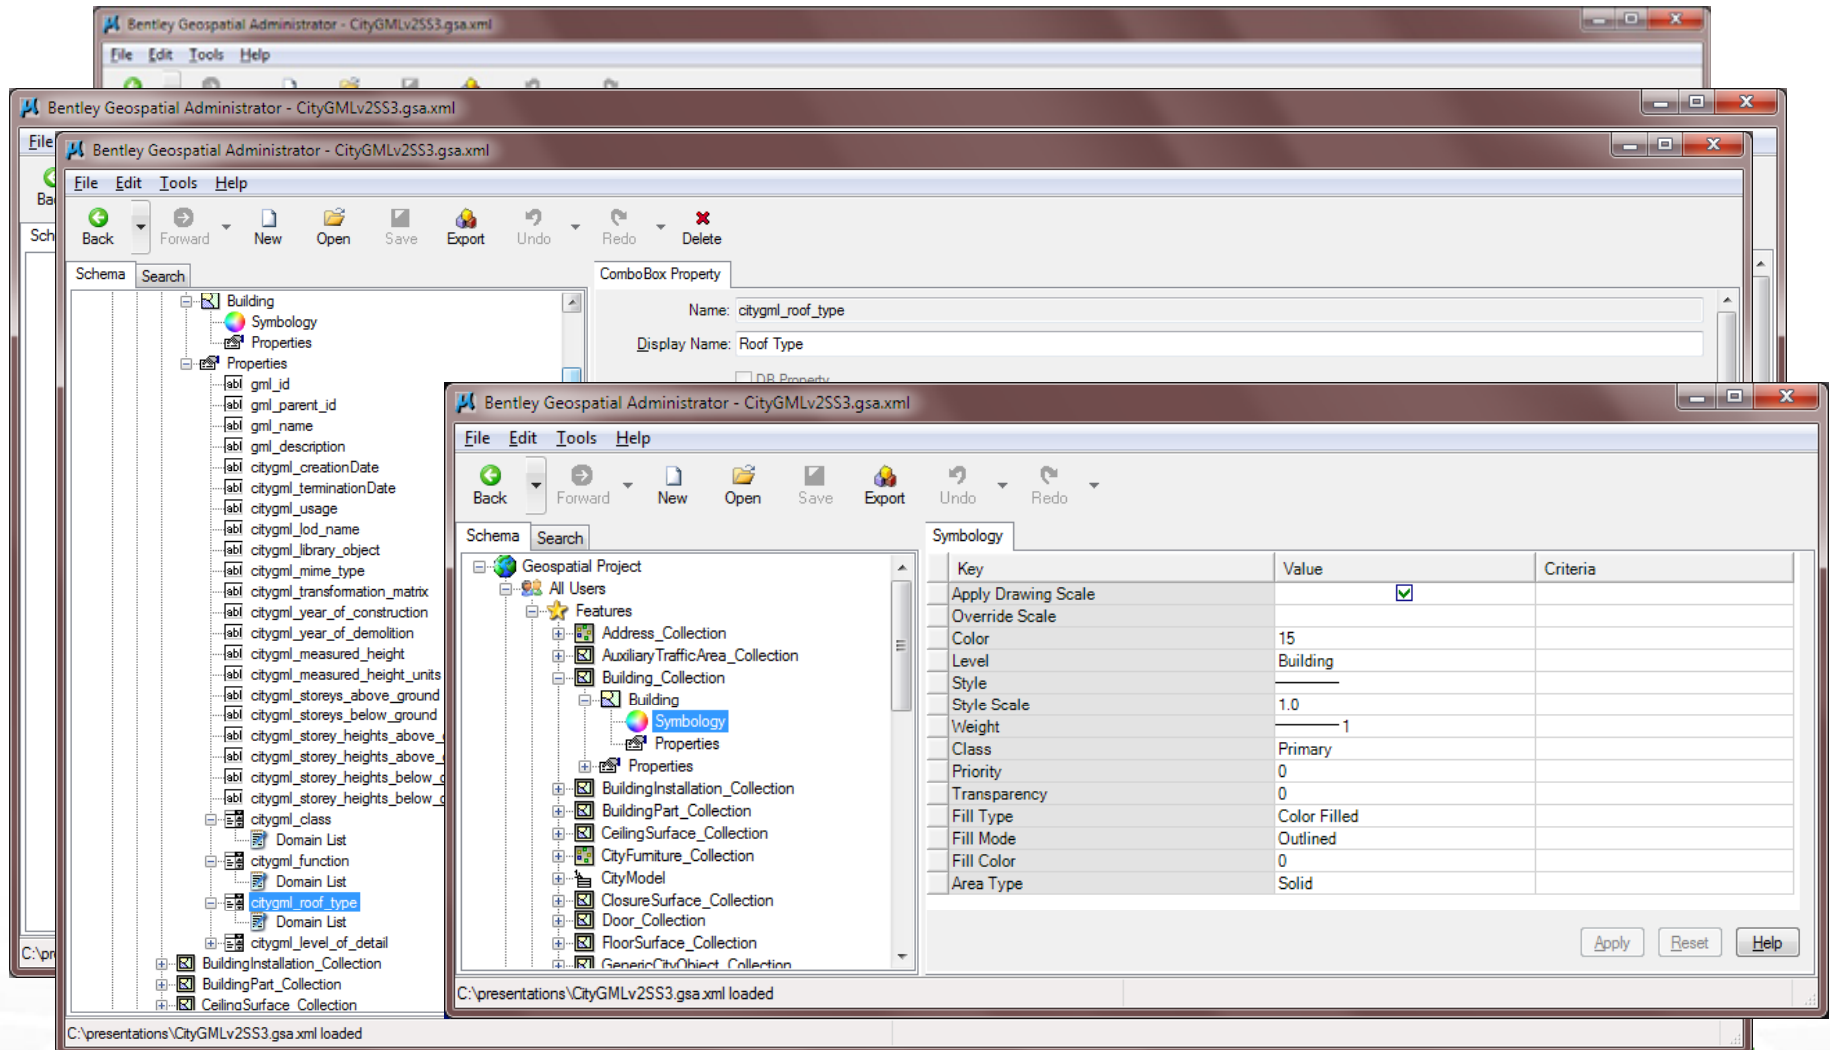 Bentley Geospatial Administrator - CityGMLv2SS3.gsa.xml
File Edit Tools Help
Bentley Geospatial Administrator - CityGMLv2SS3.gsa.xml
File
Sch
C:\pr
Bentley Geospatial Administrator - CityGMLv2SS3.gsa.xml
File Edit Tools Help
Back Forward New Open Save Export Undo Redo Delete
Schema Search
ComboBox Property
Building
Symbology
Properties
Properties
gml_id
gml_parent_id
gml_name
gml_description
citygml_creationDate
citygml_terminationDate
citygml_usage
citygml_lod_name
citygml_library_object
citygml_mime_type
citygml_transformation_matrix
citygml_year_of_construction
citygml_year_of_demolition
citygml_measured_height
citygml_measured_height_units
citygml_storeys_above_ground
citygml_storeys_below_ground
citygml_storey_heights_above_
citygml_storey_heights_above_
citygml_storey_heights_below_
citygml_storey_heights_below_
citygml_class
Domain List
citygml_function
Domain List
citygml_roof_type
Domain List
citygml_level_of_detail
BuildingInstallation_Collection
BuildingPart_Collection
CeilingSurface_Collection
Name: citygml_roof_type
Display Name: Roof Type
DB Property
C:\presentations\CityGMLv2SS3.gsa.xml loaded
Bentley Geospatial Administrator - CityGMLv2SS3.gsa.xml
File Edit Tools Help
Back Forward New Open Save Export Undo Redo
Schema Search
Geospatial Project
All Users
Features
Address_Collection
AuxiliaryTrafficArea_Collection
Building_Collection
Building
Symbology
Properties
Properties
BuildingInstallation_Collection
BuildingPart_Collection
CeilingSurface_Collection
CityFurniture_Collection
CityModel
ClosureSurface_Collection
Door_Collection
FloorSurface_Collection
GenericCityObject_Collection
Symbology
Key Value Criteria
Apply Drawing Scale
Override Scale
Color 15
Level Building
Style
Style Scale 1.0
Weight 1
Class Primary
Priority 0
Transparency 0
Fill Type Color Filled
Fill Mode Outlined
Fill Color 0
Area Type Solid
Apply Reset Help
C:\presentations\CityGMLv2SS3.gsa.xml loaded